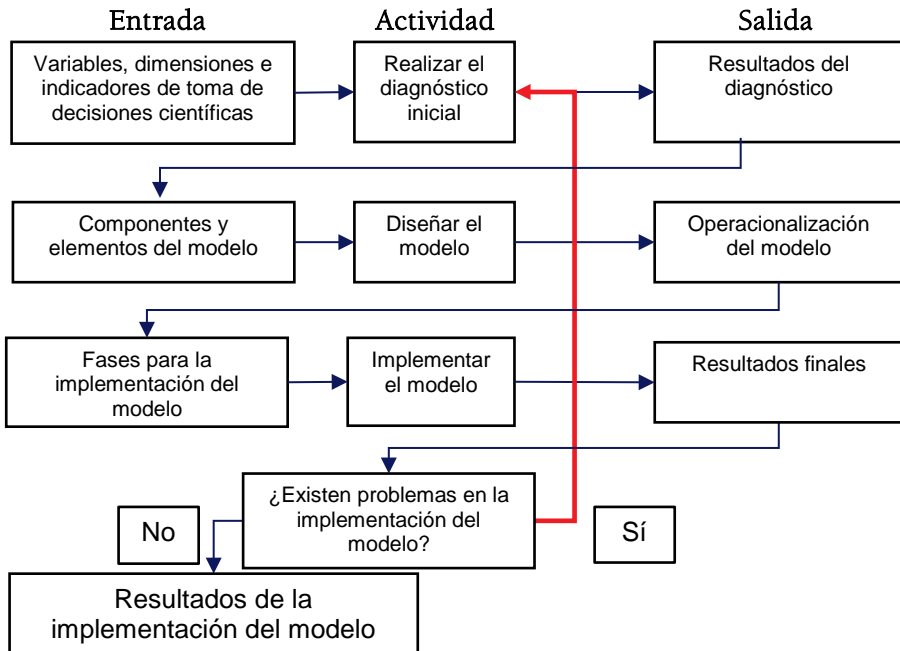 Entrada
Actividad
Salida
Variables, dimensiones e
indicadores de toma de
decisiones científicas
Realizar el
diagnóstico
inicial
Resultados del
diagnóstico
Componentes y
elementos del modelo
Diseñar el
modelo
Operacionalización
del modelo
Fases para la
implementación del
modelo
Implementar
el modelo
Resultados finales
¿Existen problemas en la
implementación del
modelo?
No
Sí
Resultados de la
implementación del modelo